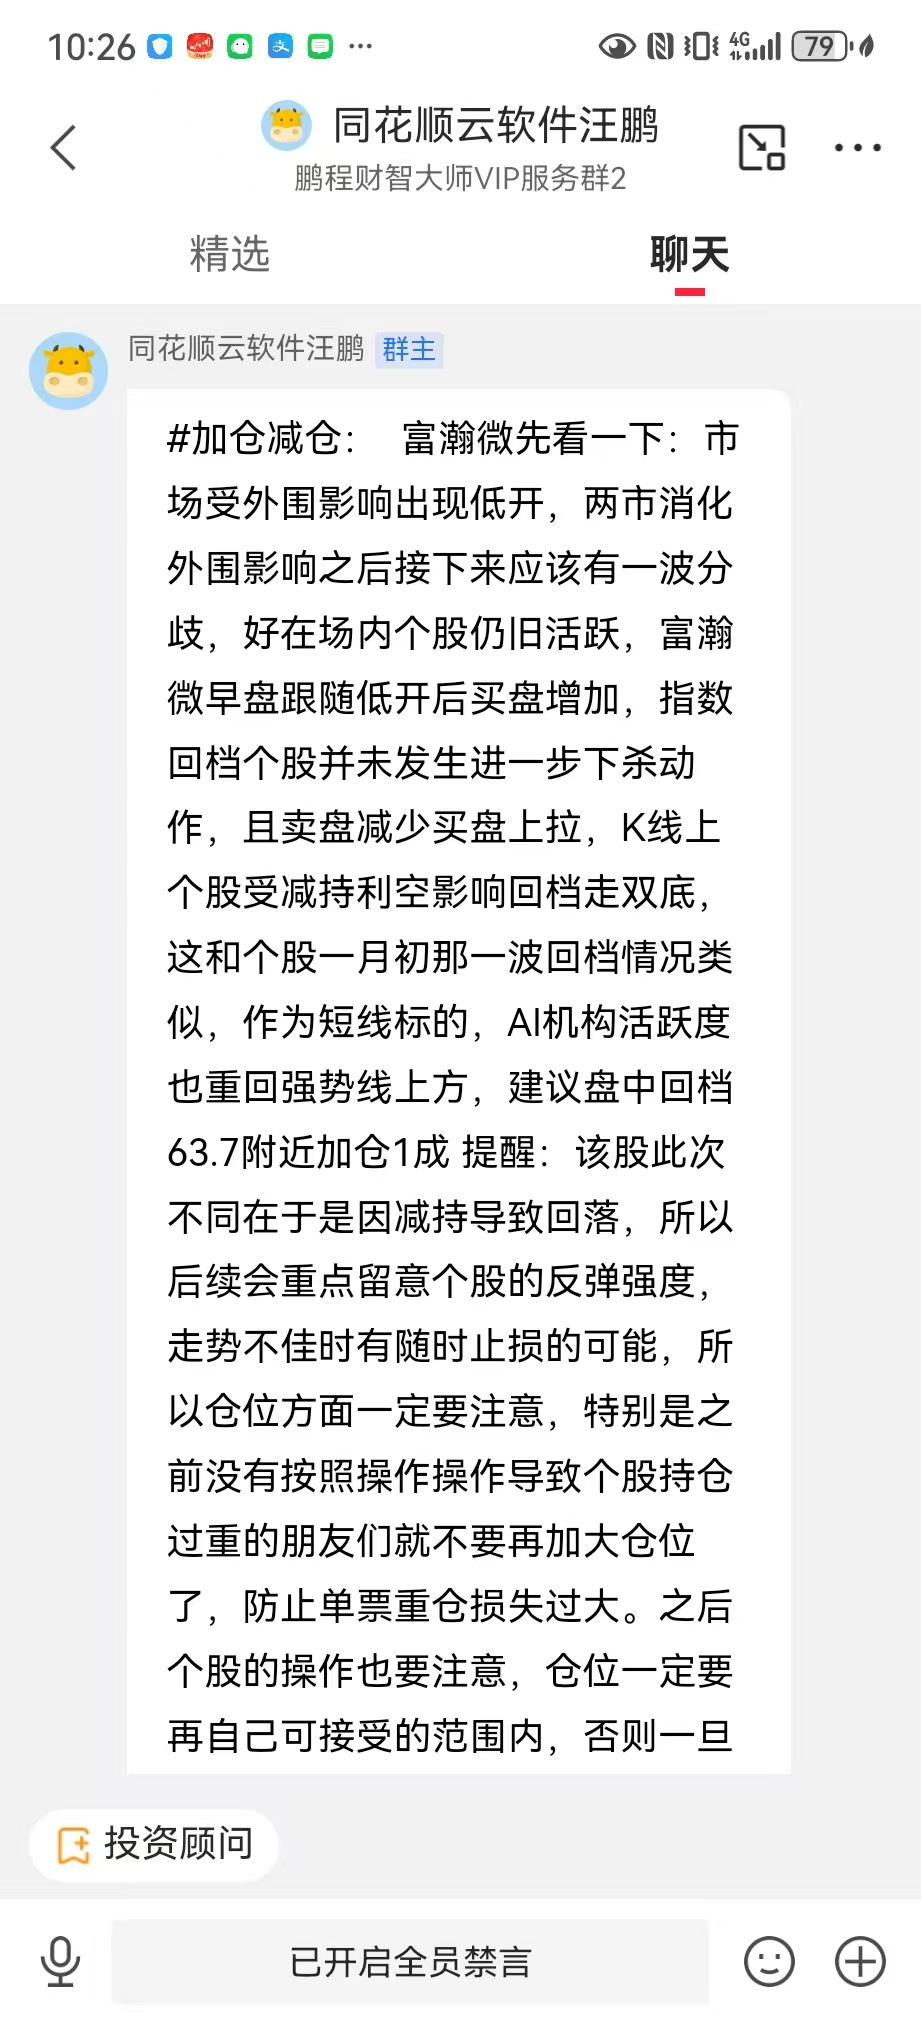 10:26
4G
79
同花顺云软件汪鹏
鹏程财智大师VIP服务群2
精选
聊天
同花顺云软件汪鹏 群主
#加仓减仓： 富瀚微先看一下：市
场受外围影响出现低开，两市消化
外围影响之后接下来应该有一波分
歧，好在场内个股仍旧活跃，富瀚
微早盘跟随低开后买盘增加，指数
回档个股并未发生进一步下杀动
作，且卖盘减少买盘上拉，K线上
个股受减持利空影响回档走双底，
这和个股一月初那一波回档情况类
似，作为短线标的，AI机构活跃度
也重回强势线上方，建议盘中回档
63.7附近加仓1成 提醒：该股此次
不同在于是因减持导致回落，所以
后续会重点留意个股的反弹强度，
走势不佳时有随时止损的可能，所
以仓位方面一定要注意，特别是之
前没有按照操作操作导致个股持仓
过重的朋友们就不要再加大仓位
了，防止单票重仓损失过大。之后
个股的操作也要注意，仓位一定要
再自己可接受的范围内，否则一旦
投资顾问
已开启全员禁言